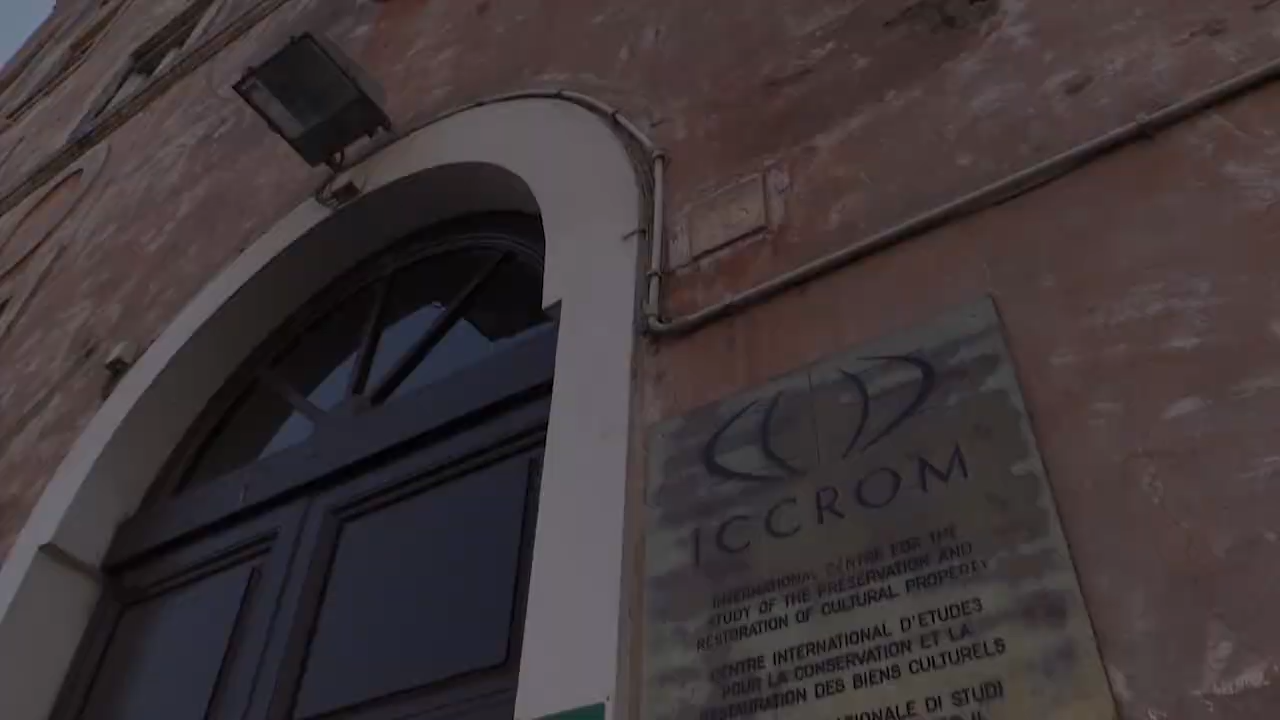 ICCROM
INTERNATIONAL CENTRE FOR THE
STUDY OF THE PRESERVATION AND
RESTORATION OF CULTURAL PROPERTY
CENTRE INTERNATIONAL D'ETUDES
POUR LA CONSERVATION ET LA
RESTAURATION DES BIENS CULTURELS
DI STUDI